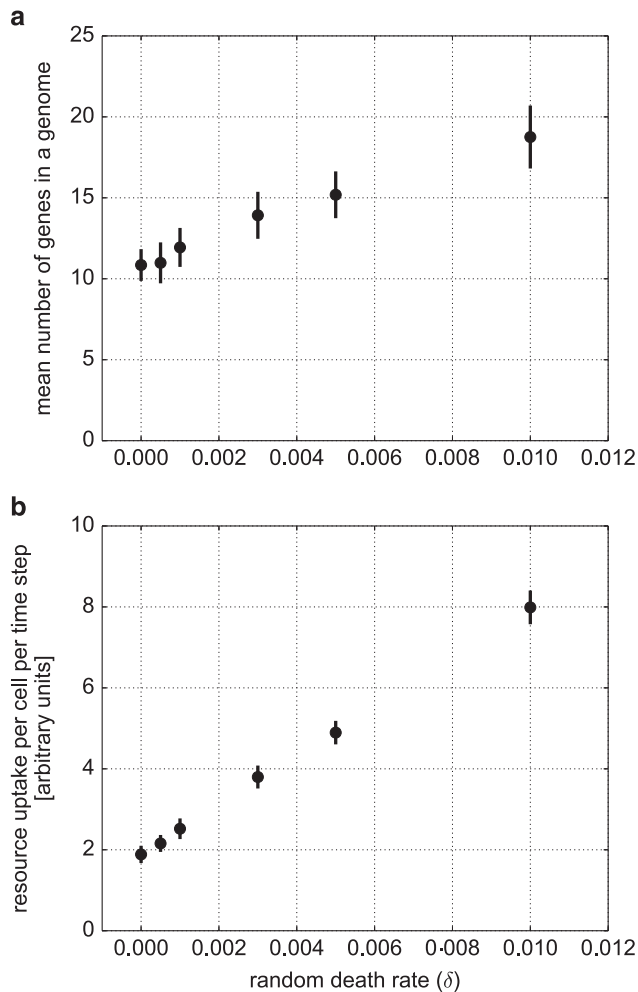 a
25
20
15
10
5
0
mean number of genes in a genome
0.000 0.002 0.004 0.006 0.008 0.010 0.012
b
10
8
6
4
2
0
resource uptake per cell per time step
[arbitrary units]
0.000 0.002 0.004 0.006 0·008 0.010 0.012
random death rate (δ)